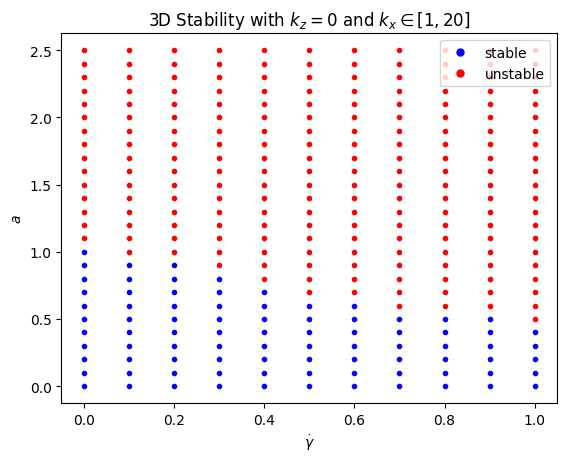 3D Stability with $k_z = 0$ and $k_x \in [1, 20]$
stable
unstable
2.5
2.0
1.5
1.0
0.5
0.0
a
0.0
0.2
0.4
0.6
0.8
1.0
$\dot{\gamma}$